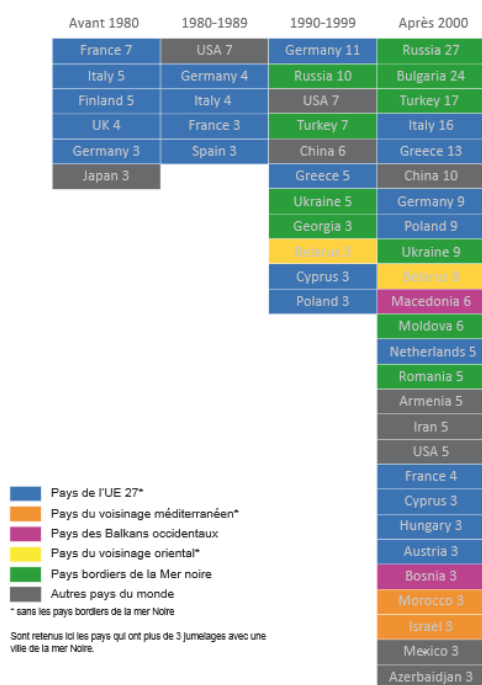 Avant 1980 1980-1989 1990-1999 Après 2000
France 7 USA 7 Germany 11 Russia 27
Italy 5 Germany 4 Russia 10 Bulgaria 24
Finland 5 Italy 4 USA 7 Turkey 17
UK 4 France 3 Turkey 7 Italy 16
Germany 3 Spain 3 China 6 Greece 13
Japan 3 Greece 5 China 10
Ukraine 5 Germany 9
Georgia 3 Poland 9
Belarus 3 Ukraine 9
Cyprus 3 Belarus 8
Poland 3 Macedonia 6
Moldova 6
Netherlands 5
Romania 5
Armenia 5
Iran 5
USA 5
France 4
Cyprus 3
Hungary 3
Austria 3
Bosnia 3
Morocco 3
Israel 3
Mexico 3
Azerbaidjan 3
Pays de l'UE 27*
Pays du voisinage méditerranéen*
Pays des Balkans occidentaux
Pays du voisinage oriental*
Pays bordiers de la Mer noire
Autres pays du monde
* sans les pays bordiers de la mer Noire
Sont retenus ici les pays qui ont plus de 3 jumelages avec une
ville de la mer Noire.